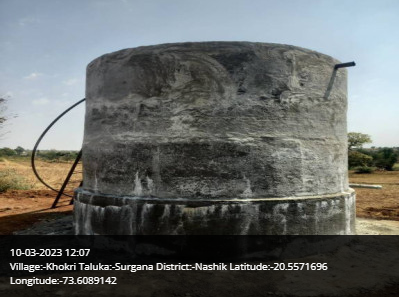 10-03-2023 12:07
Village:-Khokri Taluka:-Surgana District:-Nashik Latitude:-20.5571696
Longitude:-73.6089142